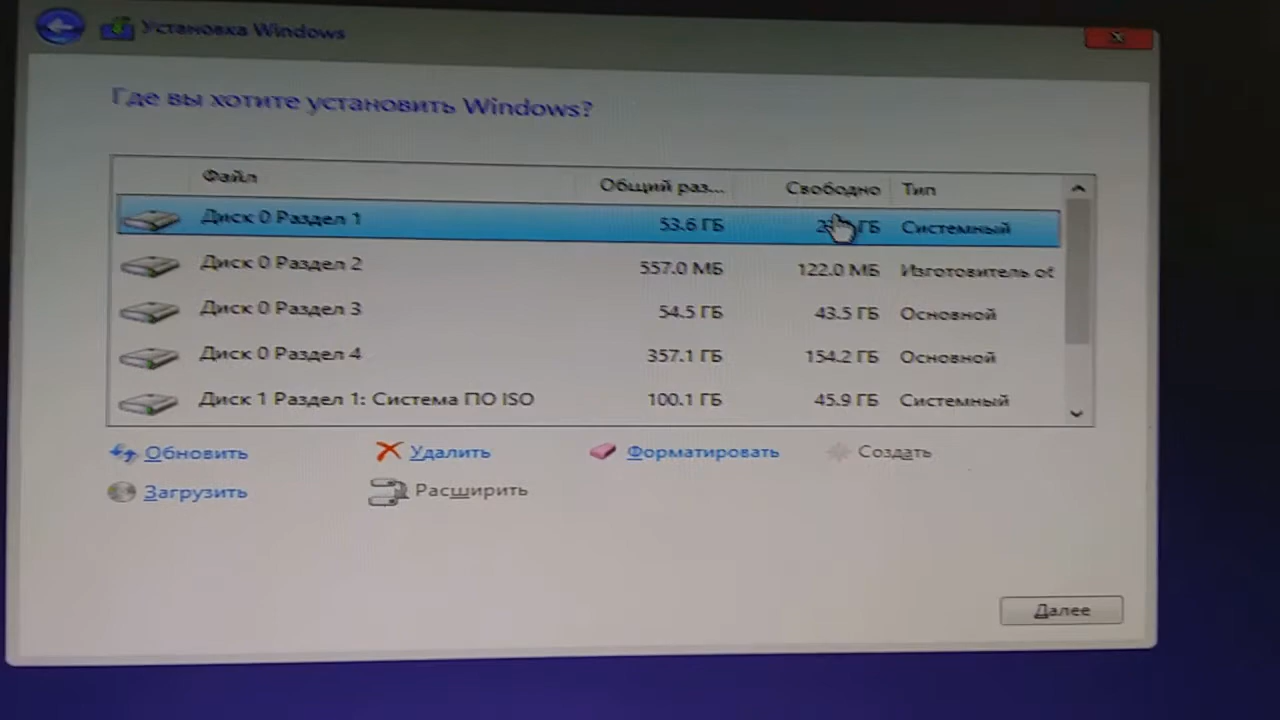 Установка Windows
Где вы хотите установить Windows?
Файл Общий раз... Свободно Тип
Диск 0 Раздел 1 53.6 ГБ ГБ Системный
Диск 0 Раздел 2 557.0 МБ 122.0 МБ Изготовитель об
Диск 0 Раздел 3 54.5 ГБ 43.5 ГБ Основной
Диск 0 Раздел 4 357.1 ГБ 154.2 ГБ Основной
Диск 1 Раздел 1: Система ПО ISO 100.1 ГБ 45.9 ГБ Системный
Обновить Удалить Форматировать Создать
Загрузить Расширить
Далее